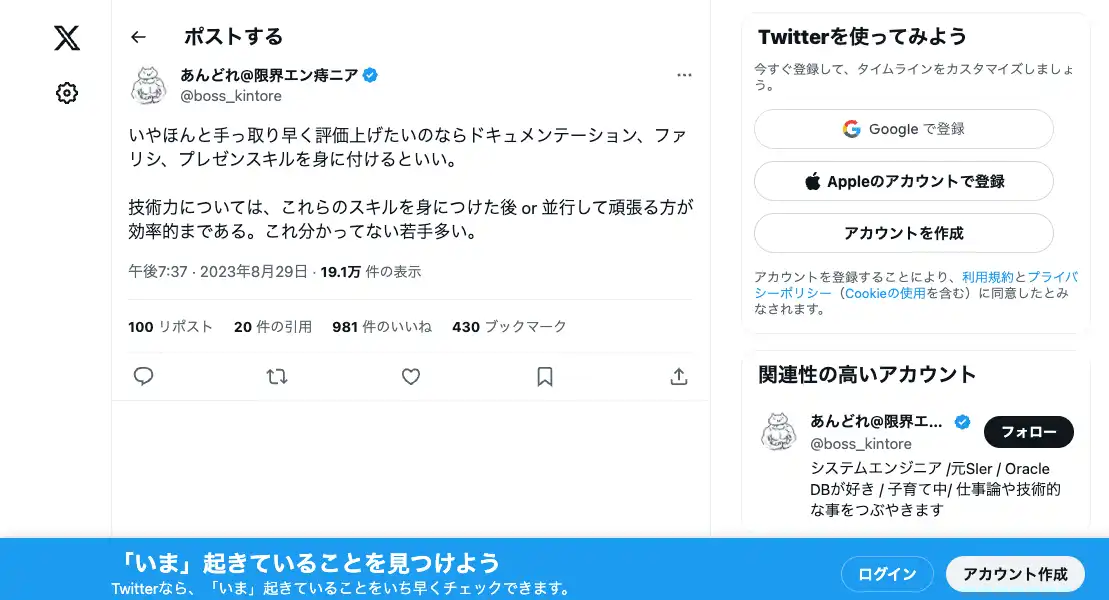 ポストする
あんどれ@限界エン痔ニア
@boss_kintore
いやほんと手っ取り早く評価上げたいのならドキュメンテーション、ファ
リシ、プレゼンスキルを身に付けるといい。
技術力については、これらのスキルを身につけた後 or 並行して頑張る方が
効率的まである。これ分かってない若手多い。
午後7:37 · 2023年8月29日 · 19.1万 件の表示
100 リポスト 20 件の引用 981 件のいいね 430 ブックマーク
Twitterを使ってみよう
今すぐ登録して、タイムラインをカスタマイズしましょ
う。
Google で登録
Appleのアカウントで登録
アカウントを作成
アカウントを登録することにより、利用規約とプライバ
シーポリシー（Cookieの使用を含む）に同意したとみ
なされます。
関連性の高いアカウント
あんどれ@限界エ...
@boss_kintore
フォロー
システムエンジニア /元SIer / Oracle
DBが好き / 子育て中/ 仕事論や技術的
な事をつぶやきます
「いま」起きていることを見つけよう
Twitterなら、「いま」起きていることをいち早くチェックできます。
ログイン
アカウント作成